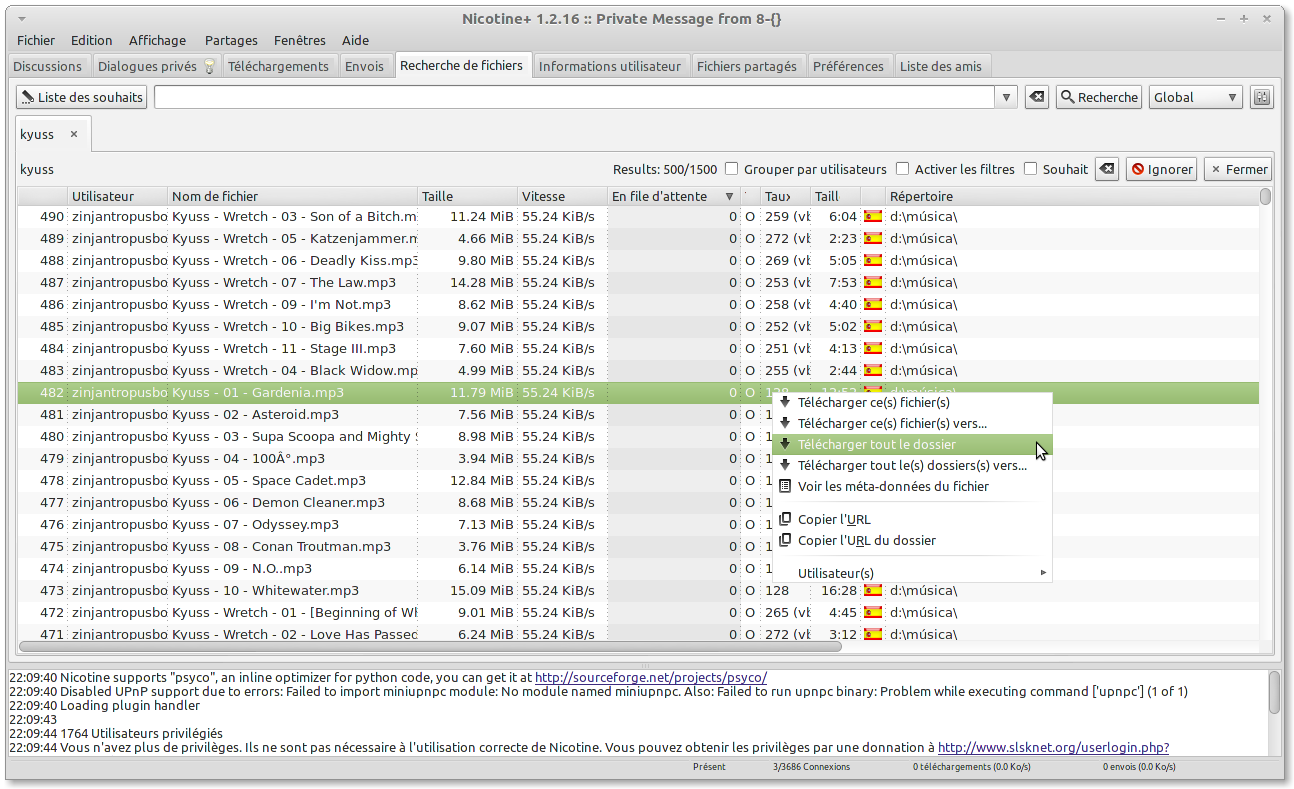 Nicotine+ 1.2.16 :: Private Message from 8-{}
Fichier Edition Affichage Partages Fenêtres Aide
Discussions Dialogues privés Téléchargements Envois Recherche de fichiers Informations utilisateur Fichiers partagés Préférences Liste des amis
Liste des souhaits Recherche Global
kyuss
kyuss Results: 500/1500 Grouper par utilisateurs Activer les filtres Souhait Ignorer Fermer
Utilisateur Nom de fichier Taille Vitesse En file d'attente Taux Taill Répertoire
490 zinjantropusbo Kyuss - Wretch - 03 - Son of a Bitch.m 11.24 MiB 55.24 KiB/s 0 O 259 (vb 6:04 d:\música\
489 zinjantropusbo Kyuss - Wretch - 05 - Katzenjammer.m 4.66 MiB 55.24 KiB/s 0 O 272 (vb 2:23 d:\música\
488 zinjantropusbo Kyuss - Wretch - 06 - Deadly Kiss.mp3 9.80 MiB 55.24 KiB/s 0 O 269 (vb 5:05 d:\música\
487 zinjantropusbo Kyuss - Wretch - 07 - The Law.mp3 14.28 MiB 55.24 KiB/s 0 O 253 (vb 7:53 d:\música\
486 zinjantropusbo Kyuss - Wretch - 09 - I'm Not.mp3 8.62 MiB 55.24 KiB/s 0 O 258 (vb 4:40 d:\música\
485 zinjantropusbo Kyuss - Wretch - 10 - Big Bikes.mp3 9.07 MiB 55.24 KiB/s 0 O 252 (vb 5:02 d:\música\
484 zinjantropusbo Kyuss - Wretch - 11 - Stage III.mp3 7.60 MiB 55.24 KiB/s 0 O 251 (vb 4:13 d:\música\
483 zinjantropusbo Kyuss - Wretch - 04 - Black Widow.mp 4.99 MiB 55.24 KiB/s 0 O 255 (vb 2:44 d:\música\
482 zinjantropusbo Kyuss - 01 - Gardenia.mp3 11.79 MiB 55.24 KiB/s 0 O 128 12:52 d:\música\
481 zinjantropusbo Kyuss - 02 - Asteroid.mp3 7.56 MiB 55.24 KiB/s 0 O 1
480 zinjantropusbo Kyuss - 03 - Supa Scoopa and Mighty S 8.98 MiB 55.24 KiB/s 0 O 1
479 zinjantropusbo Kyuss - 04 - 100Â°.mp3 3.94 MiB 55.24 KiB/s 0 O 1
478 zinjantropusbo Kyuss - 05 - Space Cadet.mp3 12.84 MiB 55.24 KiB/s 0 O 1
477 zinjantropusbo Kyuss - 06 - Demon Cleaner.mp3 8.68 MiB 55.24 KiB/s 0 O 1
476 zinjantropusbo Kyuss - 07 - Odyssey.mp3 7.13 MiB 55.24 KiB/s 0 O 1
475 zinjantropusbo Kyuss - 08 - Conan Troutman.mp3 3.76 MiB 55.24 KiB/s 0 O 1
474 zinjantropusbo Kyuss - 09 - N.O..mp3 6.14 MiB 55.24 KiB/s 0 O 1
473 zinjantropusbo Kyuss - 10 - Whitewater.mp3 15.09 MiB 55.24 KiB/s 0 O 128 16:28 d:\música\
472 zinjantropusbo Kyuss - Wretch - 01 - [Beginning of Wh 9.01 MiB 55.24 KiB/s 0 O 265 (vb 4:45 d:\música\
471 zinjantropusbo Kyuss - Wretch - 02 - Love Has Passed 6.24 MiB 55.24 KiB/s 0 O 272 (vb 3:12 d:\música\
Télécharger ce(s) fichier(s)
Télécharger ce(s) fichier(s) vers...
Télécharger tout le dossier
Télécharger tout le(s) dossiers(s) vers...
Voir les méta-données du fichier
Copier l'URL
Copier l'URL du dossier
Utilisateur(s)
22:09:40 Nicotine supports "psyco", an inline optimizer for python code, you can get it at http://sourceforge.net/projects/psyco/
22:09:40 Disabled UPnP support due to errors: Failed to import miniupnpc module: No module named miniupnpc. Also: Failed to run upnpc binary: Problem while executing command ['upnpc'] (1 of 1)
22:09:40 Loading plugin handler
22:09:43
22:09:44 1764 Utilisateurs privilégiés
22:09:44 Vous n'avez plus de privilèges. Ils ne sont pas nécessaire à l'utilisation correcte de Nicotine. Vous pouvez obtenir les privilèges par une donnation à http://www.slsknet.org/userlogin.php?
Présent 3/3686 Connexions 0 téléchargements (0.0 Ko/s) 0 envois (0.0 Ko/s)